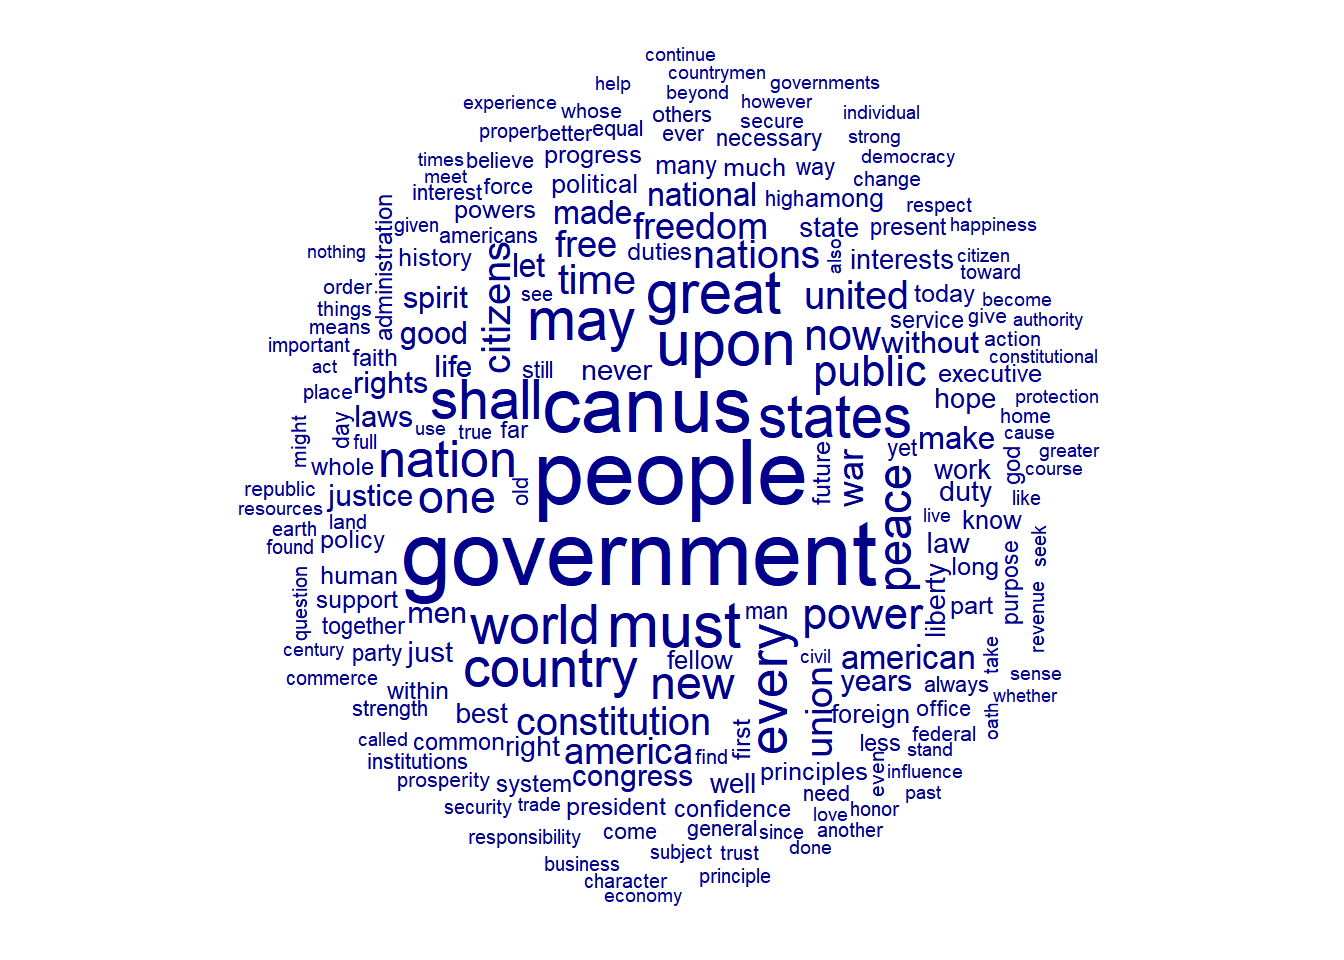 continue
countrymen
help
governments
beyond
experience
whose
however
others
individual
secure
proper
better
equal
ever
necessary
strong
times
believe
progress
many
much
way
democracy
meet
change
interest
force
political
national
high
among
respect
powers
made
freedom
state
present
happiness
given
americans
administration
nothing
history
citizens
let
free
duties
nations
also
interests
citizen
toward
order
spirit
see
time
great
united
today
become
things
means
good
may
upon
now
service
give
authority
without
action
important
faith
life
still
never
public
executive
constitutional
act
place
rights
shall
can
us
states
hope
protection
home
laws
use
true
far
day
might
full
yet
make
cause
greater
whole
nation
people
future
war
work
god
course
republic
justice
one
old
peace
duty
like
resources
earth
land
live
know
found
policy
government
law
seek
human
long
purpose
question
support
men
world
must
man
power
liberty
part
revenue
together
century
party
just
fellow
every
civil
american
take
commerce
country
new
union
years
always
sense
within
whether
strength
best
constitution
foreign
office
oath
called
common
right
america
find
first
less
federal
stand
institutions
prosperity
system
congress
well
principles
even
influence
security
trade
president
confidence
need
past
love
honor
responsibility
come
general
since
another
subject
trust
done
business
character
principle
economy